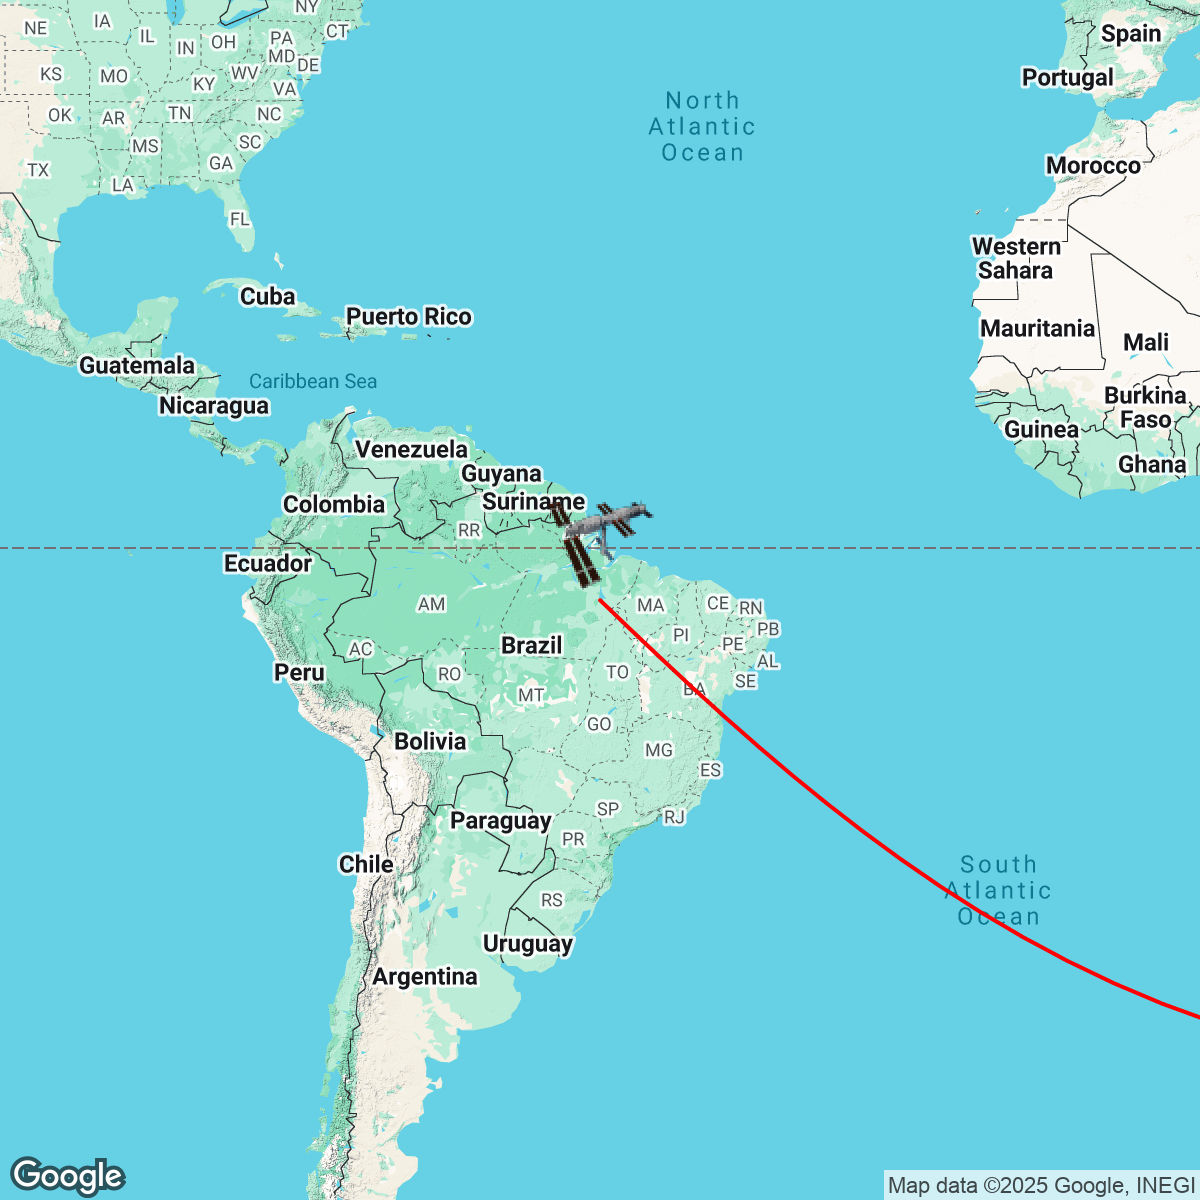 NY
NE
IA
IL
IN
OH
PA
CT
MD
DE
KS
MO
KY
WV
VA
OK
AR
TN
NC
MS
SC
TX
LA
GA
FL
North
Atlantic
Ocean
Spain
Portugal
Morocco
Western
Sahara
Mauritania
Mali
Burkina
Faso
Guinea
Ghana
Cuba
Puerto Rico
Guatemala
Caribbean Sea
Nicaragua
Venezuela
Guyana
Suriname
Colombia
RR
Ecuador
AM
MA
CE
RN
PB
PI
PE
AL
SE
AC
Brazil
Peru
RO
TO
MT
BA
GO
Bolivia
MG
ES
SP
RJ
Paraguay
PR
Chile
South
Atlantic
Ocean
RS
Uruguay
Argentina
Google
Map data ©2025 Google, INEGI